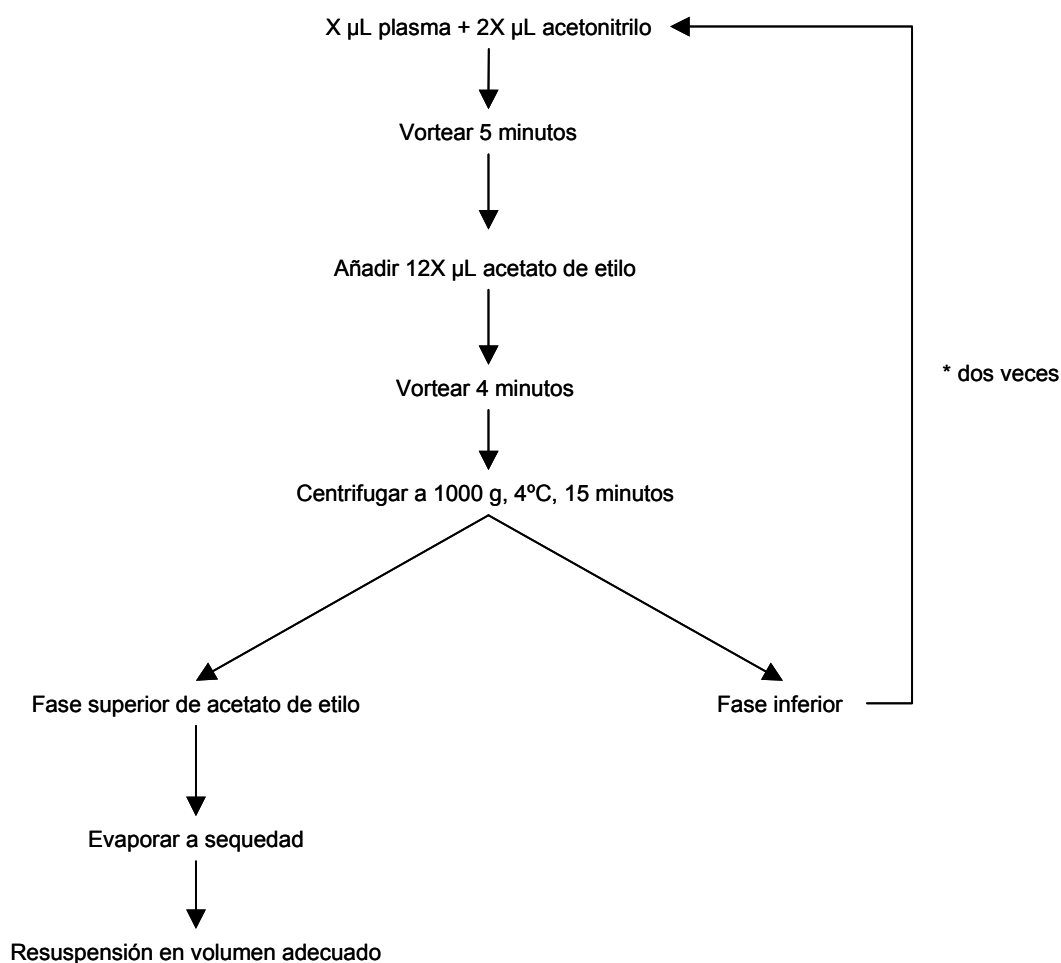 X µL plasma + 2X µL acetonitrilo
Vortear 5 minutos
Añadir 12X µL acetato de etilo
Vortear 4 minutos
* dos veces
Centrifugar a 1000 g, 4ºC, 15 minutos
Fase superior de acetato de etilo
Fase inferior
Evaporar a sequedad
Resuspensión en volumen adecuado